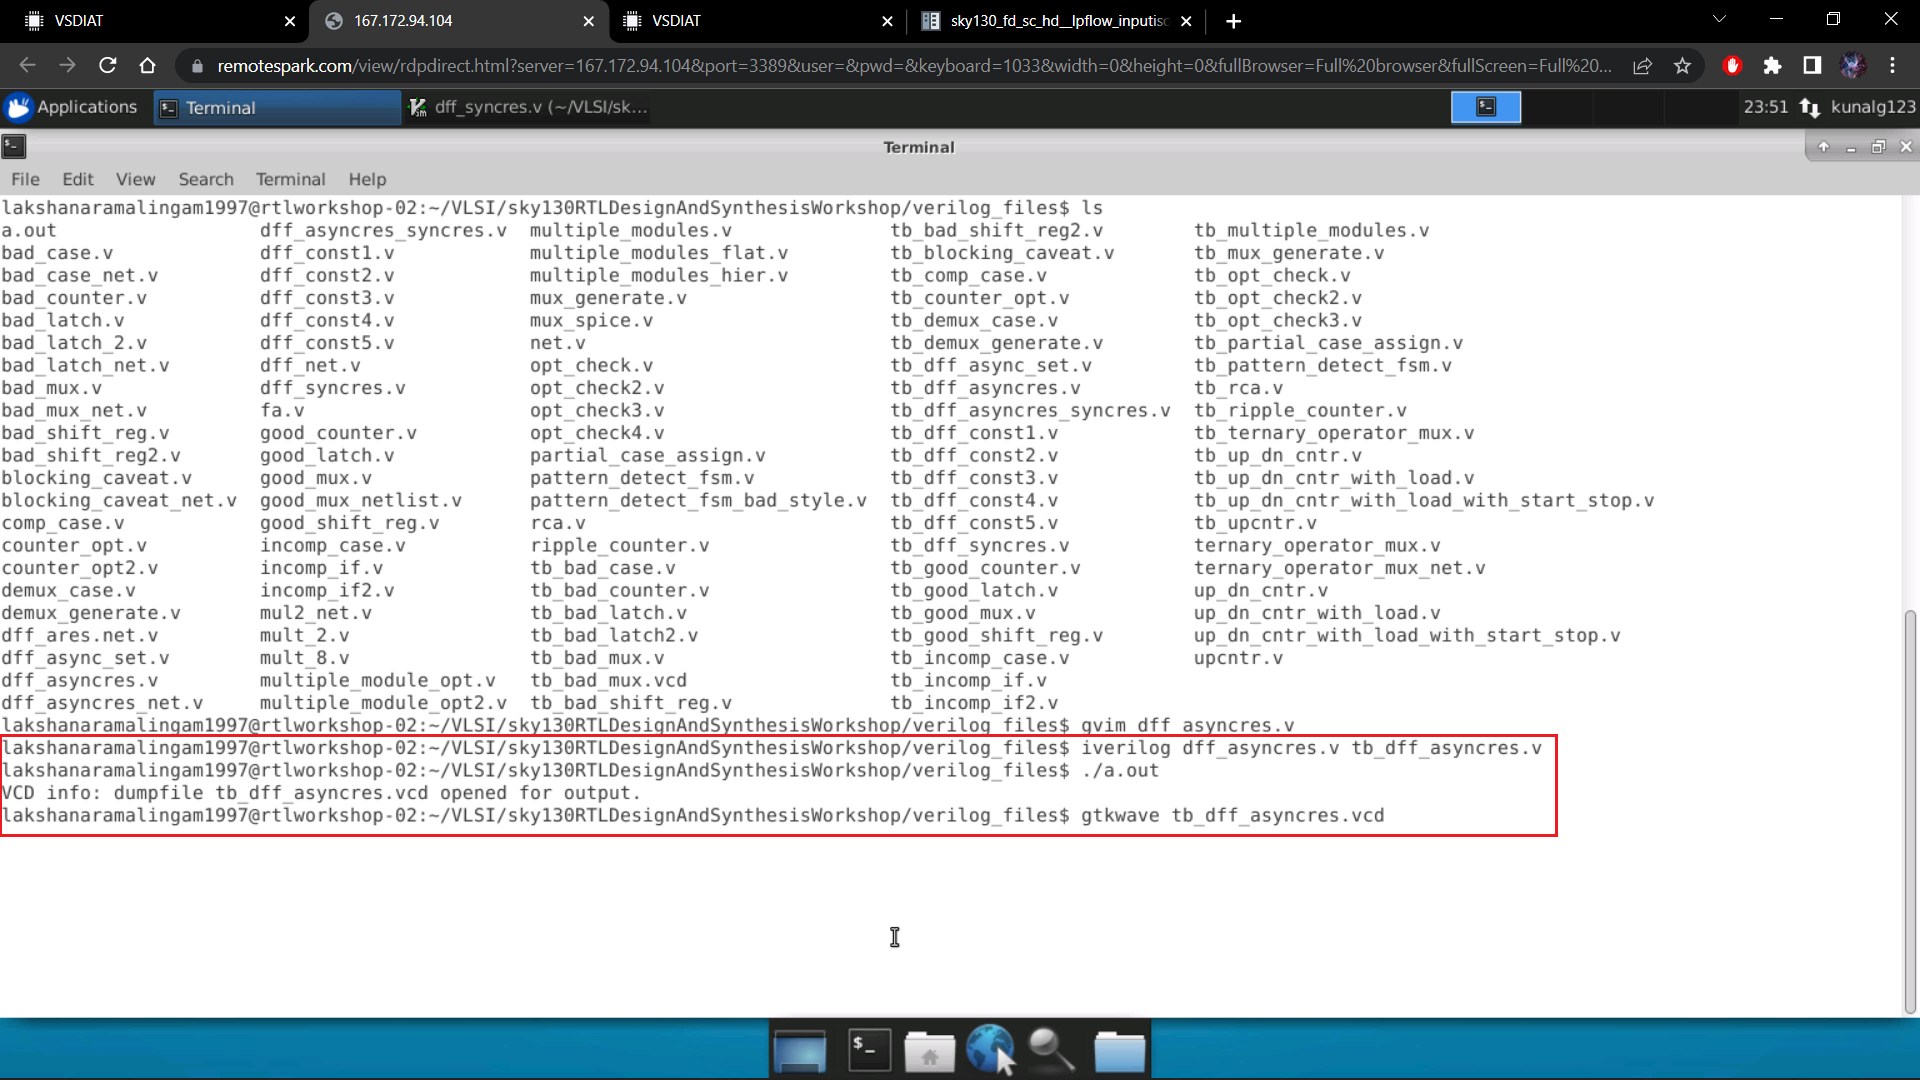 VSDIAT
167.172.94.104
VSDIAT
sky130_fd_sc_hd__lpflow_inputisc
remotespark.com/view/rdpdirect.html?server=167.172.94.104&port=3389&user=&pwd=&keyboard=1033&width=0&height=0&fullBrowser=Full%20browser&fullScreen=Full%20...
Applications
Terminal
dff_syncres.v (~/VLSI/sk...
23:51
kunalg123
Terminal
File Edit View Search Terminal Help
lakshanaramalingam1997@rtlworkshop-02:~/VLSI/sky130RTLDesignAndSynthesisWorkshop/verilog_files$ ls
a.out dff_asyncres_syncres.v multiple_modules.v tb_bad_shift_reg2.v tb_multiple_modules.v
bad_case.v dff_const1.v multiple_modules_flat.v tb_blocking_caveat.v tb_mux_generate.v
bad_case_net.v dff_const2.v multiple_modules_hier.v tb_comp_case.v tb_opt_check.v
bad_counter.v dff_const3.v mux_generate.v tb_counter_opt.v tb_opt_check2.v
bad_latch.v dff_const4.v mux_spice.v tb_demux_case.v tb_opt_check3.v
bad_latch_2.v dff_const5.v net.v tb_demux_generate.v tb_partial_case_assign.v
bad_latch_net.v dff_net.v opt_check.v tb_dff_async_set.v tb_pattern_detect_fsm.v
bad_mux.v dff_syncres.v opt_check2.v tb_dff_asyncres.v tb_rca.v
bad_mux_net.v fa.v opt_check3.v tb_dff_asyncres_syncres.v tb_ripple_counter.v
bad_shift_reg.v good_counter.v opt_check4.v tb_dff_const1.v tb_ternary_operator_mux.v
bad_shift_reg2.v good_latch.v partial_case_assign.v tb_dff_const2.v tb_up_dn_cntr.v
blocking_caveat.v good_mux.v pattern_detect_fsm.v tb_dff_const3.v tb_up_dn_cntr_with_load.v
blocking_caveat_net.v good_mux_netlist.v pattern_detect_fsm_bad_style.v tb_dff_const4.v tb_up_dn_cntr_with_load_with_start_stop.v
comp_case.v good_shift_reg.v rca.v tb_dff_const5.v tb_upcntr.v
counter_opt.v incomp_case.v ripple_counter.v tb_dff_syncres.v ternary_operator_mux.v
counter_opt2.v incomp_if.v tb_bad_case.v tb_good_counter.v ternary_operator_mux_net.v
demux_case.v incomp_if2.v tb_bad_counter.v tb_good_latch.v up_dn_cntr.v
demux_generate.v mul2_net.v tb_bad_latch.v tb_good_mux.v up_dn_cntr_with_load.v
dff_ares.net.v mult_2.v tb_bad_latch2.v tb_good_shift_reg.v up_dn_cntr_with_load_with_start_stop.v
dff_async_set.v mult_8.v tb_bad_mux.v tb_incomp_case.v upcntr.v
dff_asyncres.v multiple_module_opt.v tb_bad_mux.vcd tb_incomp_if.v
dff_asyncres_net.v multiple_module_opt2.v tb_bad_shift_reg.v tb_incomp_if2.v
lakshanaramalingam1997@rtlworkshop-02:~/VLSI/sky130RTLDesignAndSynthesisWorkshop/verilog_files$ gvim dff_asyncres.v
lakshanaramalingam1997@rtlworkshop-02:~/VLSI/sky130RTLDesignAndSynthesisWorkshop/verilog_files$ iverilog dff_asyncres.v tb_dff_asyncres.v
lakshanaramalingam1997@rtlworkshop-02:~/VLSI/sky130RTLDesignAndSynthesisWorkshop/verilog_files$ ./a.out
VCD info: dumpfile tb_dff_asyncres.vcd opened for output.
lakshanaramalingam1997@rtlworkshop-02:~/VLSI/sky130RTLDesignAndSynthesisWorkshop/verilog_files$ gtkwave tb_dff_asyncres.vcd